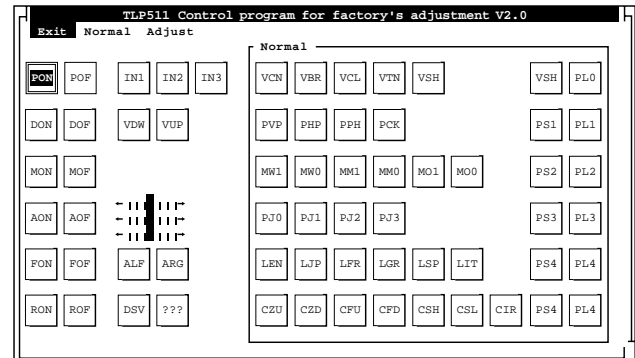 TLP511 Control program for factory's adjustment V2.0
Exit Normal Adjust
Normal
PON POF IN1 IN2 IN3 VCN VBR VCL VTN VSH VSH PL0
DON DOF VDW VUP PVP PHP PPH PCK PS1 PL1
MON MOF MW1 MW0 MM1 MM0 MO1 MO0 PS2 PL2
AON AOF PJ0 PJ1 PJ2 PJ3 PS3 PL3
FON FOF ALF ARG LEN LJP LFR LGR LSP LIT PS4 PL4
RON ROF DSV ??? CZU CZD CFU CFD CSH CSL CIR PS4 PL4